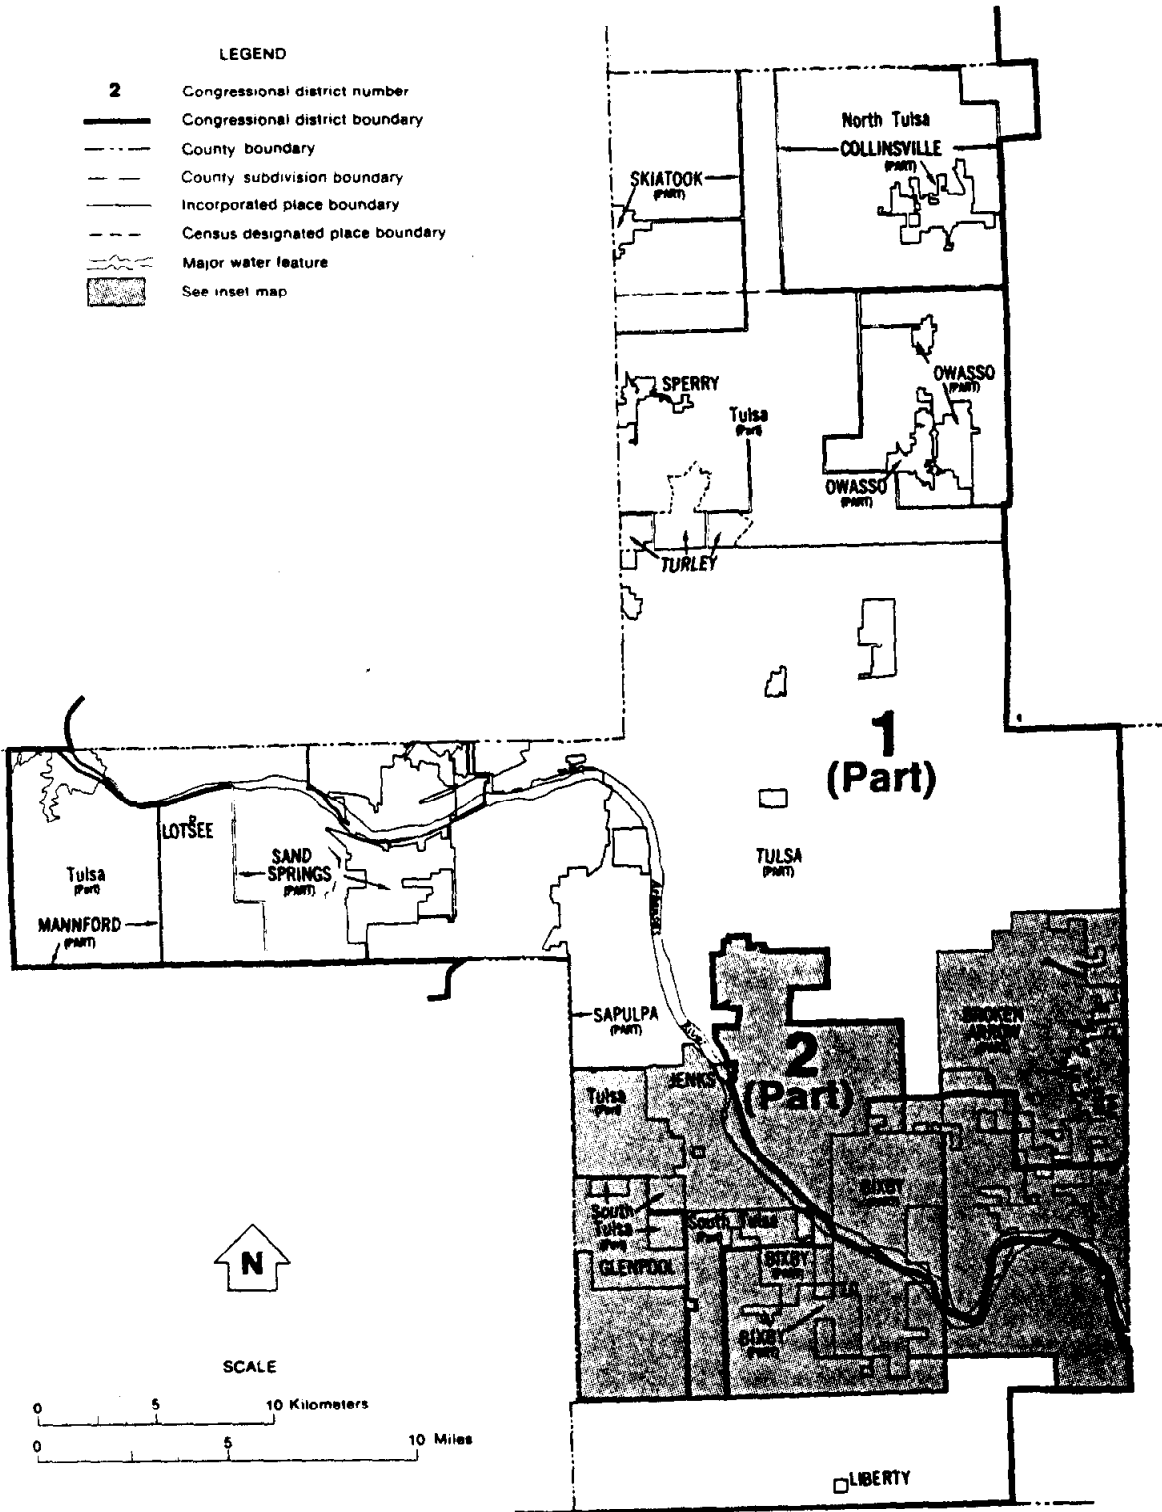 LEGEND
2 Congressional district number
Congressional district boundary
County boundary
County subdivision boundary
Incorporated place boundary
Census designated place boundary
Major water feature
See inset map
North Tulsa
COLLINSVILLE
(PART)
SKIATOOK
(PART)
OWASSO
(PART)
SPERRY
Tulsa
(Part)
OWASSO
(PART)
TURLEY
1
(Part)
LOTSEE
TULSA
(PART)
SAND
SPRINGS
(PART)
Tulsa
(Part)
MANNFORD
(PART)
SAPULPA
(PART)
BROKEN
ARROW
(PART)
2
(Part)
JENKS
Tulsa
(Part)
BIXBY
(PART)
South
Tulsa
(Part)
South Tulsa
(Part)
GLENPOOL
BIXBY
(PART)
BIXBY
(PART)
N
SCALE
0 5 10 Kilometers
0 5 10 Miles
LIBERTY